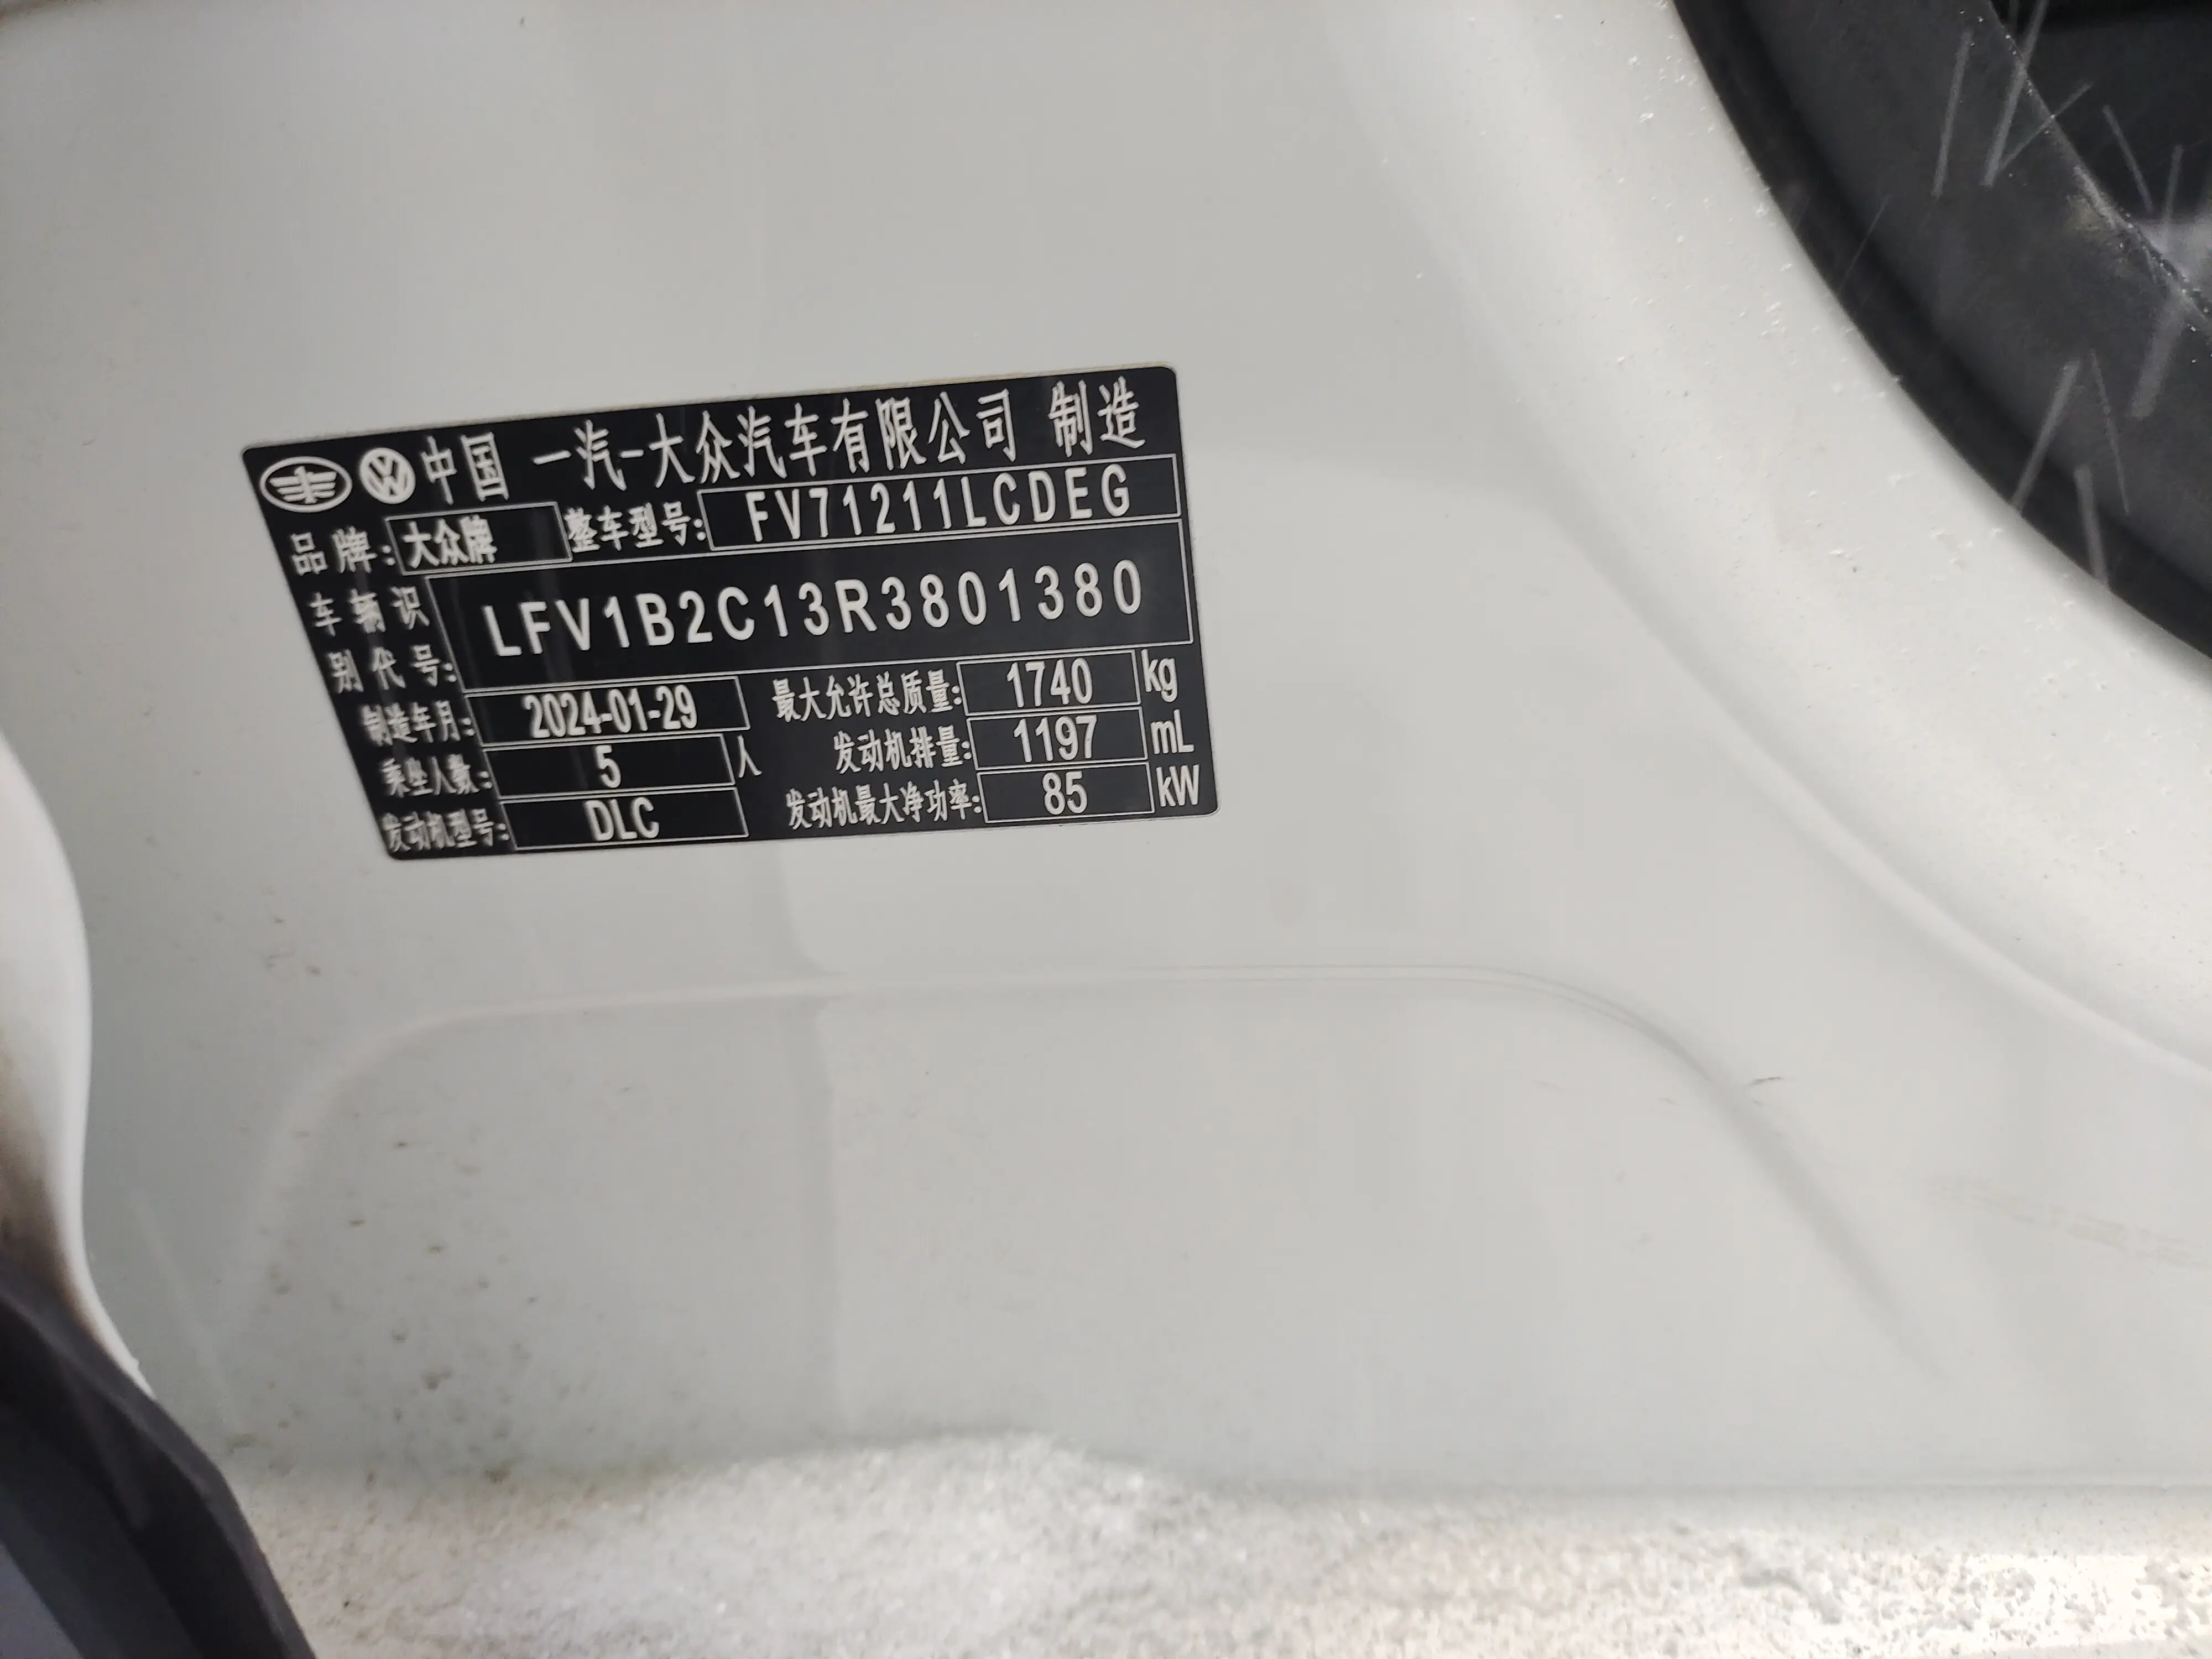 中国 一汽-大众汽车有限公司 制造
品牌: 大众牌 整车型号: FV71211LCDEG
车辆识别代号: LFV1B2C13R3801380
制造年月: 2024-01-29 最大允许总质量: 1740 kg
乘坐人数: 5 人 发动机排量: 1197 mL
发动机型号: DLC 发动机最大净功率: 85 kW